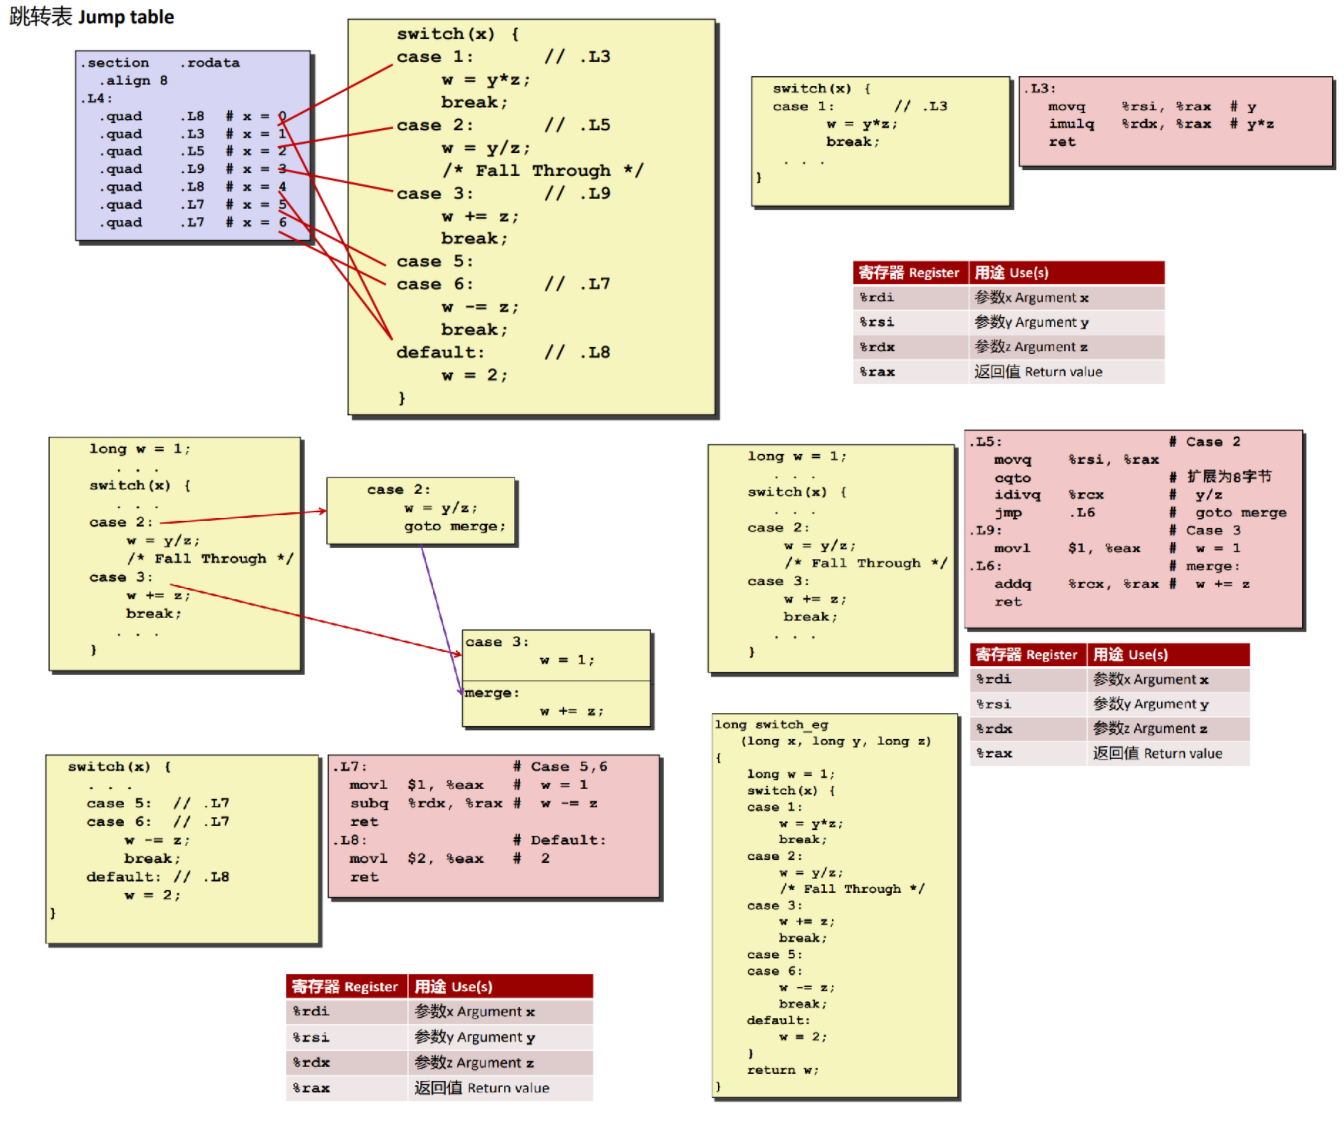 跳转表 Jump table
.section .rodata
.align 8
.L4:
.quad .L8 # x = 0
.quad .L3 # x = 1
.quad .L5 # x = 2
.quad .L9 # x = 3
.quad .L8 # x = 4
.quad .L7 # x = 5
.quad .L7 # x = 6
switch(x) {
case 1: // .L3
w = y*z;
break;
case 2: // .L5
w = y/z;
/* Fall Through */
case 3: // .L9
w += z;
break;
case 5:
case 6: // .L7
w -= z;
break;
default: // .L8
w = 2;
}
switch(x) {
case 1: // .L3
w = y*z;
break;
. . .
}
.L3:
movq %rsi, %rax # y
imulq %rdx, %rax # y*z
ret
寄存器 Register 用途 Use(s)
%rdi 参数x Argument x
%rsi 参数y Argument y
%rdx 参数z Argument z
%rax 返回值 Return value
long w = 1;
. . .
switch(x) {
. . .
case 2:
w = y/z;
/* Fall Through */
case 3:
w += z;
break;
. . .
}
case 2:
w = y/z;
goto merge;
case 3:
w = 1;
merge:
w += z;
long w = 1;
. . .
switch(x) {
. . .
case 2:
w = y/z;
/* Fall Through */
case 3:
w += z;
break;
. . .
}
.L5: # Case 2
movq %rsi, %rax
cqto # 扩展为8字节
idivq %rcx # y/z
jmp .L6 # goto merge
.L9: # Case 3
movl $1, %eax # w = 1
.L6: # merge:
addq %rcx, %rax # w += z
ret
寄存器 Register 用途 Use(s)
%rdi 参数x Argument x
%rsi 参数y Argument y
%rdx 参数z Argument z
%rax 返回值 Return value
switch(x) {
. . .
case 5: // .L7
case 6: // .L7
w -= z;
break;
default: // .L8
w = 2;
}
.L7: # Case 5,6
movl $1, %eax # w = 1
subq %rdx, %rax # w -= z
ret
.L8: # Default:
movl $2, %eax # 2
ret
寄存器 Register 用途 Use(s)
%rdi 参数x Argument x
%rsi 参数y Argument y
%rdx 参数z Argument z
%rax 返回值 Return value
long switch_eg
(long x, long y, long z)
{
long w = 1;
switch(x) {
case 1:
w = y*z;
break;
case 2:
w = y/z;
/* Fall Through */
case 3:
w += z;
break;
case 5:
case 6:
w -= z;
break;
default:
w = 2;
}
return w;
}